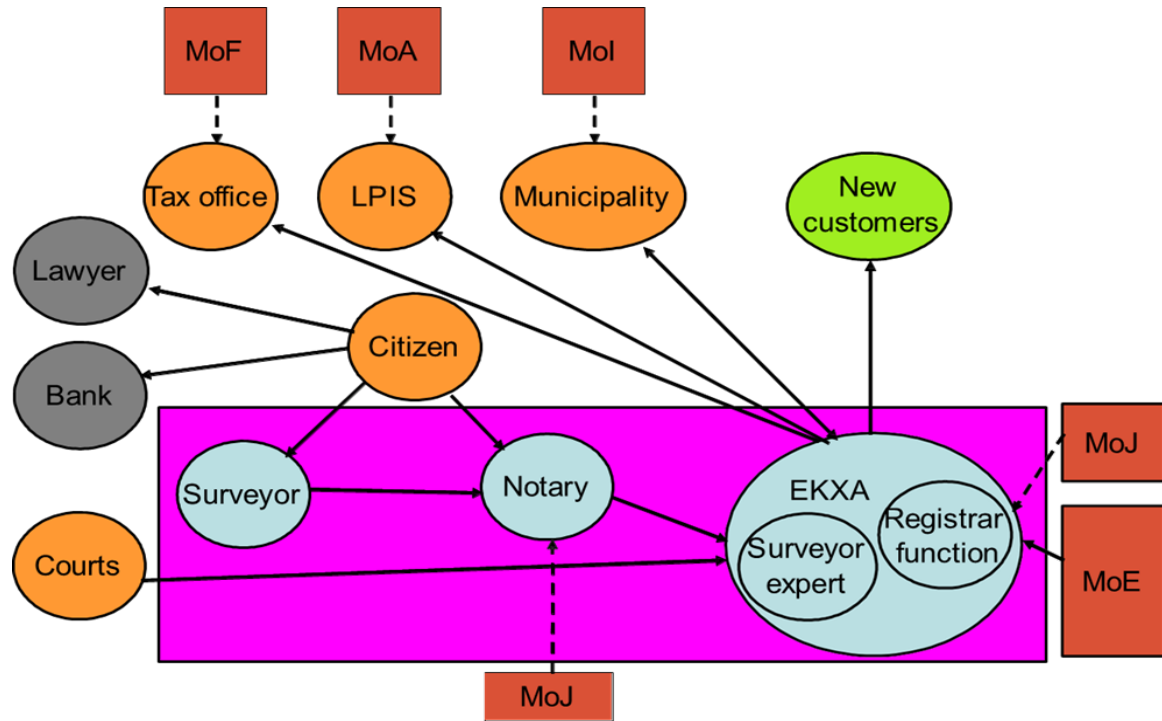 MoF
MoA
MoI
Tax office
LPIS
Municipality
New
customers
Lawyer
Citizen
Bank
Surveyor
Notary
EKXA
Registrar
function
Surveyor
expert
MoJ
Courts
MoE
MoJ